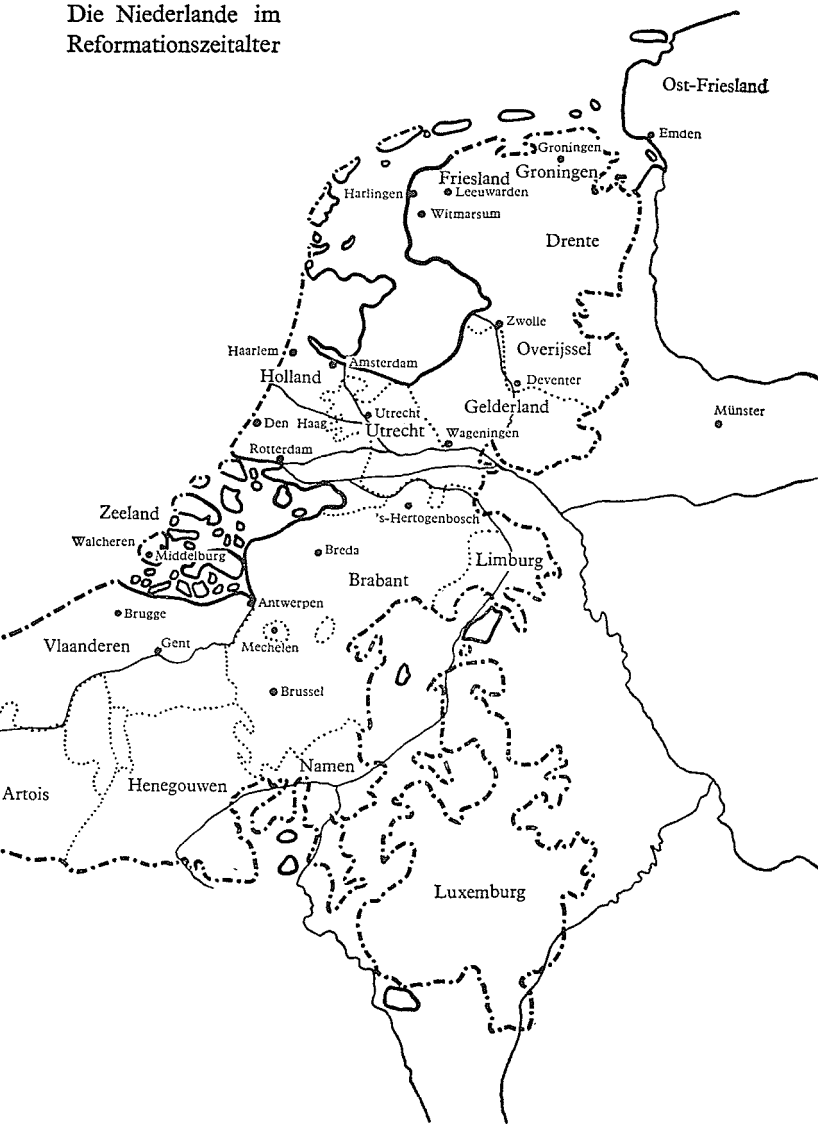 Die Niederlande im
Reformationszeitalter
Ost-Friesland
Emden
Groningen
Groningen
Friesland
Harlingen
Leeuwarden
Witmarsum
Drente
Zwolle
Haarlem
Amsterdam
Overijssel
Holland
Deventer
Gelderland
Münster
Den Haag
Utrecht
Utrecht
Wageningen
Rotterdam
Zeeland
's-Hertogenbosch
Walcheren
Middelburg
Breda
Limburg
Brabant
Antwerpen
Brugge
Vlaanderen
Gent
Mechelen
Brussel
Namen
Artois
Henegouwen
Luxemburg